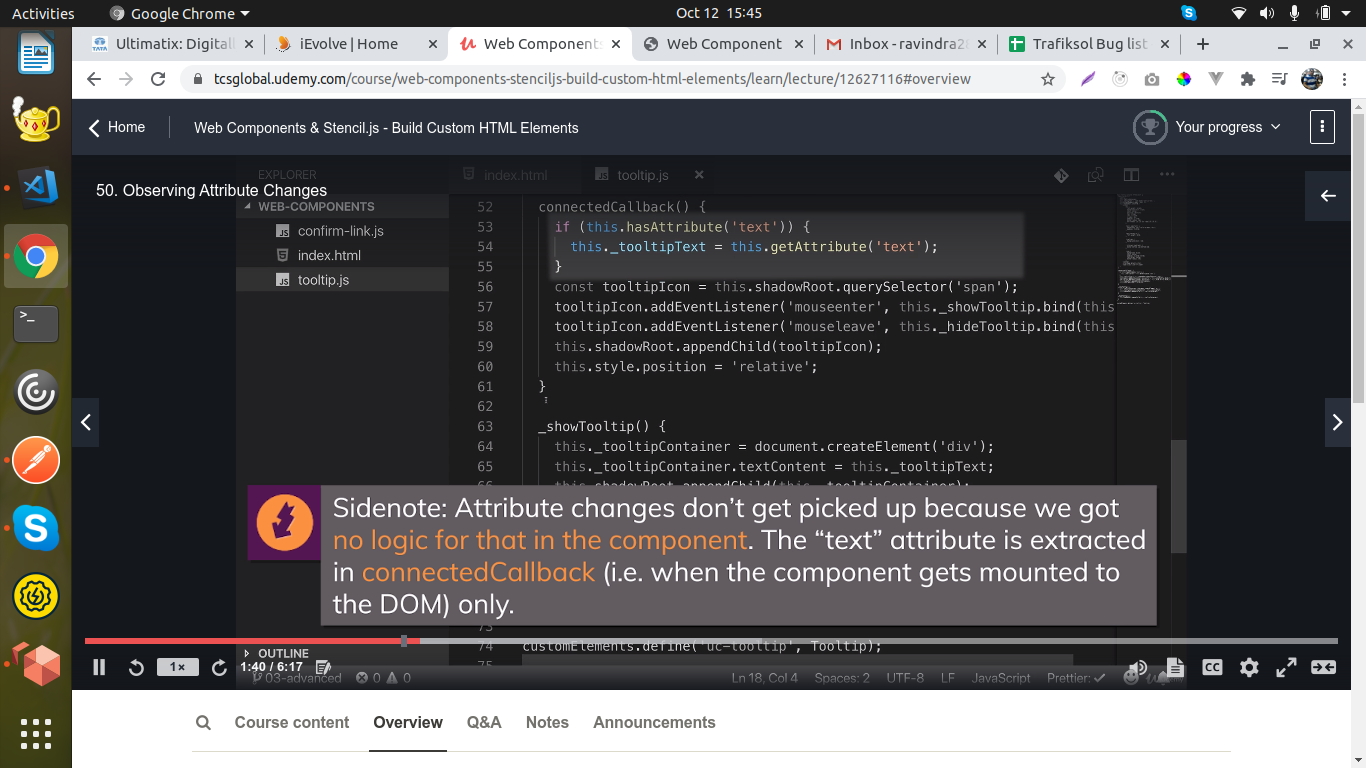 Activities Google Chrome Oct 12 15:45
Ultimatix: Digital iEvolve | Home Web Components Web Component Inbox - ravindra2 Trafiksol Bug list
tcsglobal.udemy.com/course/web-components-stenciljs-build-custom-html-elements/learn/lecture/12627116#overview
Home Web Components & Stencil.js - Build Custom HTML Elements Your progress
EXPLORER index.html tooltip.js
50. Observing Attribute Changes
WEB-COMPONENTS
confirm-link.js
index.html
tooltip.js
52 connectedCallback() {
53 if (this.hasAttribute('text')) {
54 this._tooltipText = this.getAttribute('text');
55 }
56 const tooltipIcon = this.shadowRoot.querySelector('span');
57 tooltipIcon.addEventListener('mouseenter', this._showTooltip.bind(this
58 tooltipIcon.addEventListener('mouseleave', this._hideTooltip.bind(this
59 this.shadowRoot.appendChild(tooltipIcon);
60 this.style.position = 'relative';
61 }
62
63 _showTooltip() {
64 this._tooltipContainer = document.createElement('div');
65 this._tooltipContainer.textContent = this._tooltipText;
Sidenote: Attribute changes don’t get picked up because we got
no logic for that in the component. The “text” attribute is extracted
in connectedCallback (i.e. when the component gets mounted to
the DOM) only.
73
74 customElements.define('uc-tooltip', Tooltip);
75
OUTLINE
1x 1:40 / 6:17 CC
03-advanced 0 0 Ln 18, Col 4 Spaces: 2 UTF-8 LF JavaScript Prettier: ✓
Course content Overview Q&A Notes Announcements